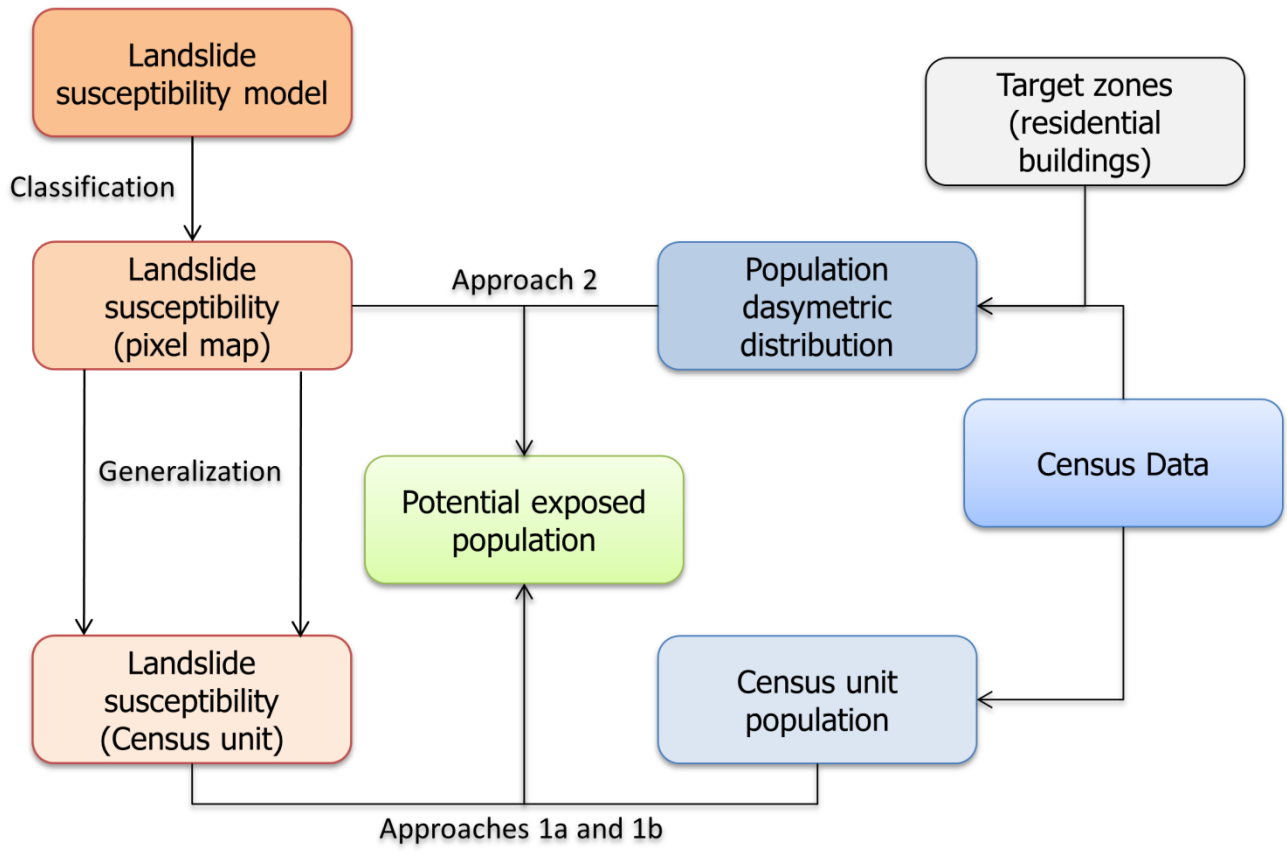 Landslide
susceptibility model
Target zones
(residential
buildings)
Classification
Landslide
susceptibility
(pixel map)
Approach 2
Population
dasymetric
distribution
Generalization
Potential exposed
population
Census Data
Landslide
susceptibility
(Census unit)
Census unit
population
Approaches 1a and 1b